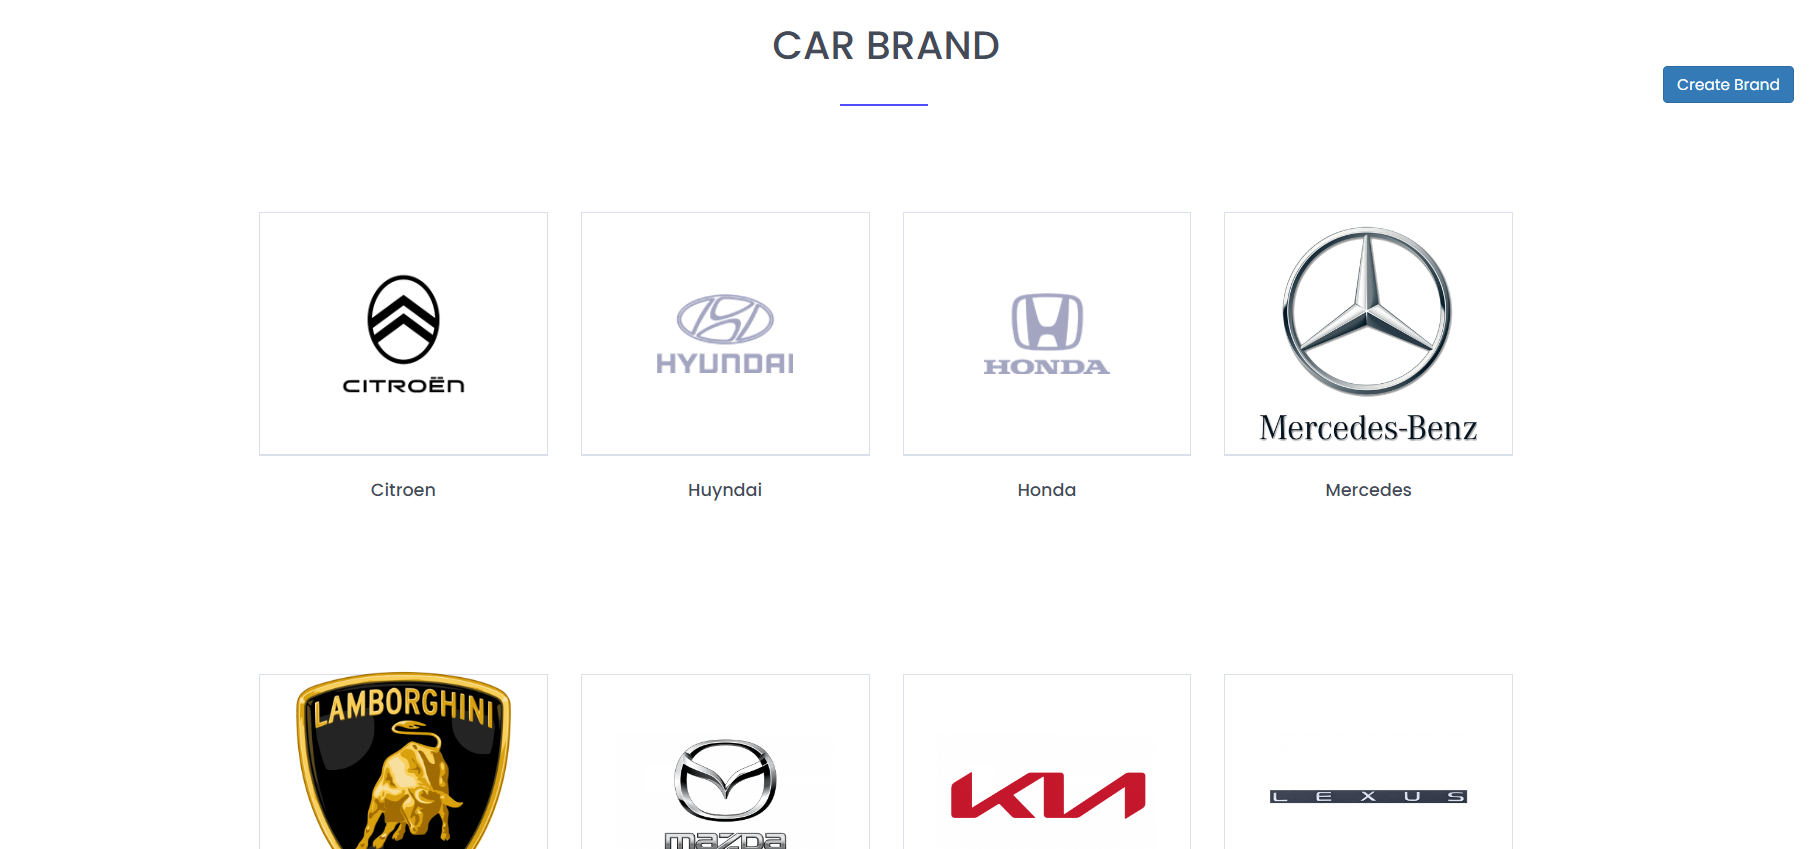 CAR BRAND
Create Brand
CITROËN
HYUNDAI
HONDA
Mercedes-Benz
Citroen
Huyndai
Honda
Mercedes
LAMBORGHINI
mazda
KIA
LEXUS